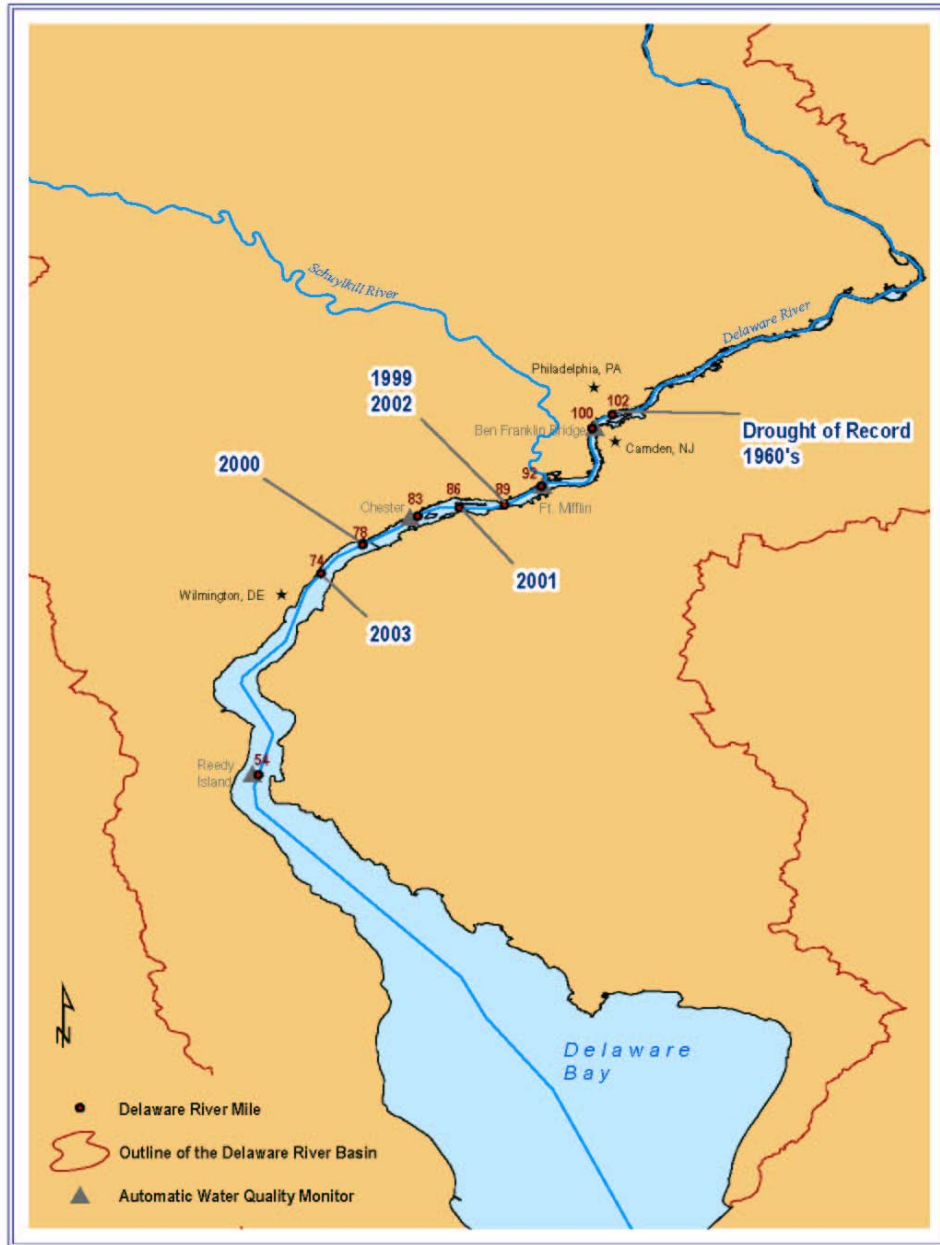 Schuylkill River
Delaware River
Philadelphia, PA
1999
2002
102
100
Ben Franklin Bridge
Camden, NJ
Drought of Record
1960's
2000
92
89
86
83
Chester
Ft. Mifflin
78
74
2001
Wilmington, DE
2003
54
Reedy
Island
Delaware
Bay
N
Delaware River Mile
Outline of the Delaware River Basin
Automatic Water Quality Monitor